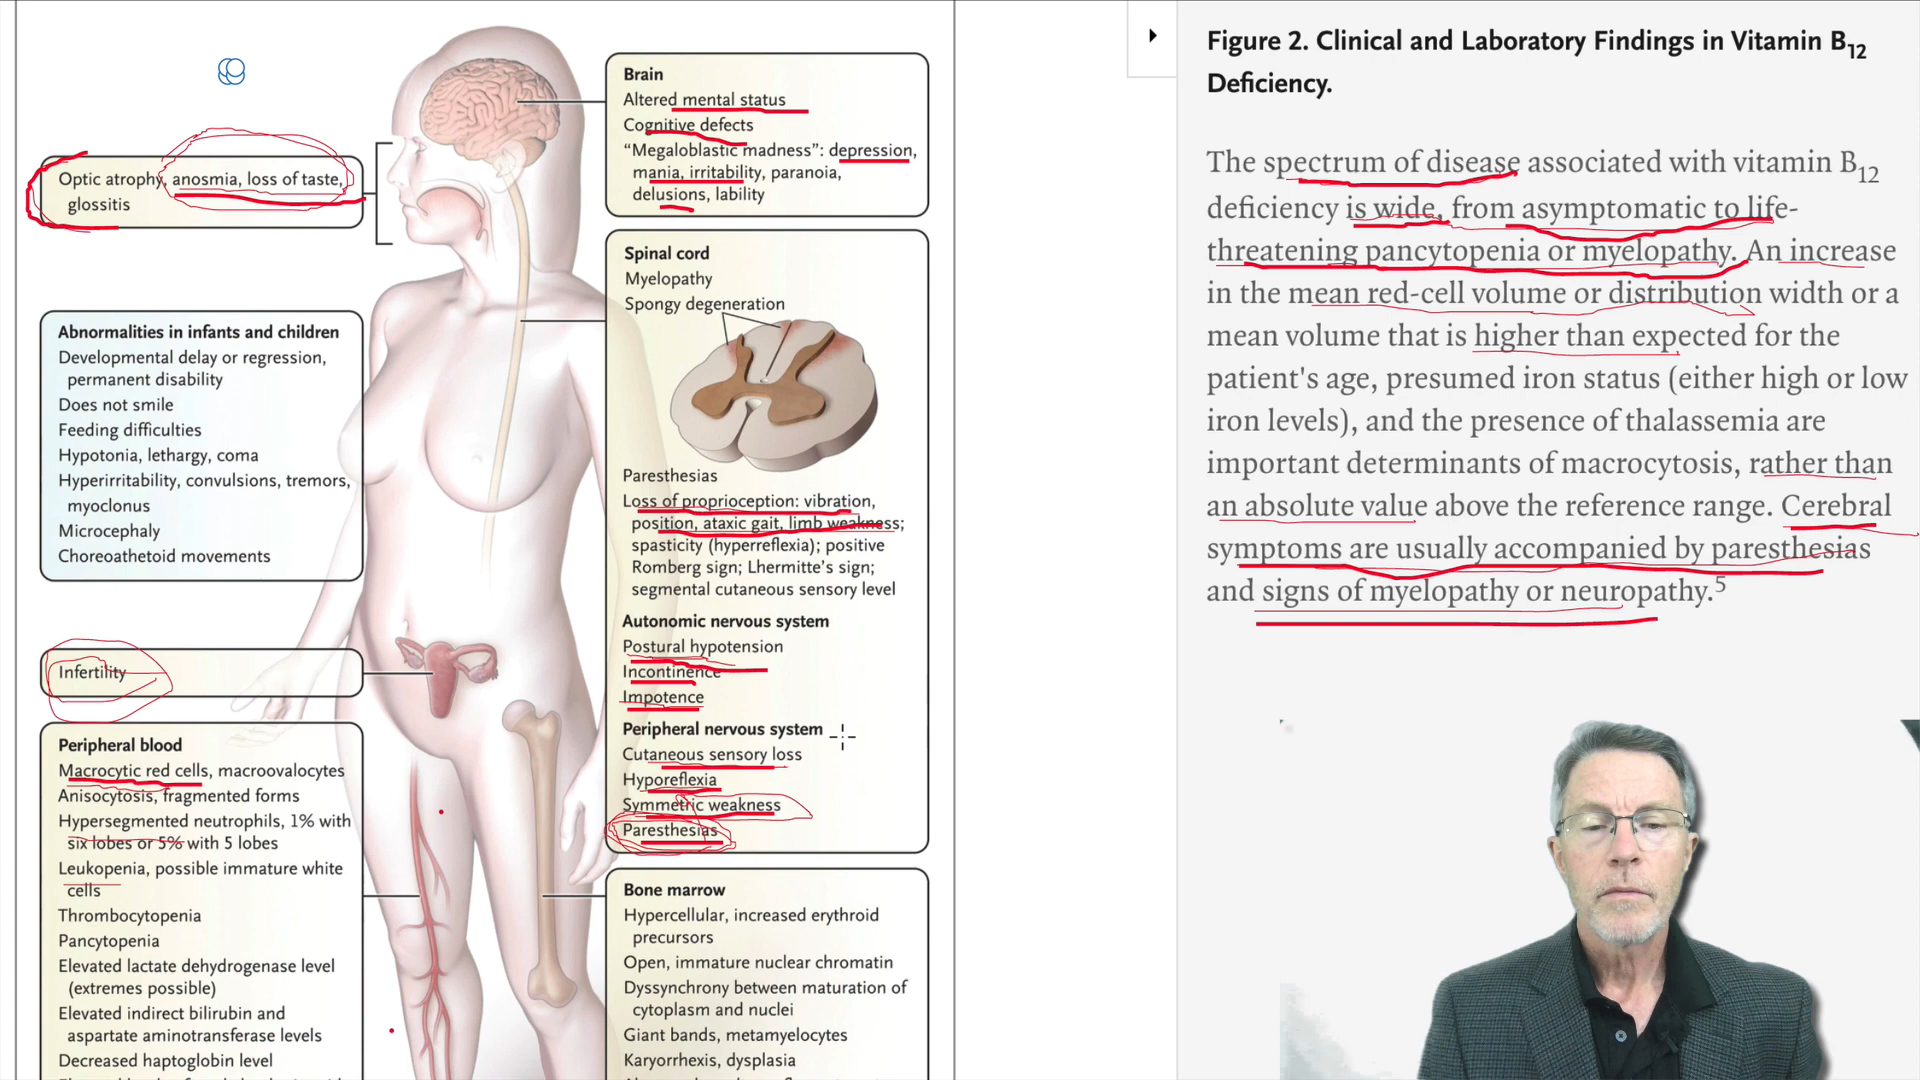 Figure 2. Clinical and Laboratory Findings in Vitamin B12
Deficiency.
The spectrum of disease associated with vitamin B12
deficiency is wide, from asymptomatic to life-
threatening pancytopenia or myelopathy. An increase
in the mean red-cell volume or distribution width or a
mean volume that is higher than expected for the
patient's age, presumed iron status (either high or low
iron levels), and the presence of thalassemia are
important determinants of macrocytosis, rather than
an absolute value above the reference range. Cerebral
symptoms are usually accompanied by paresthesias
and signs of myelopathy or neuropathy.5
Optic atrophy, anosmia, loss of taste,
glossitis
Abnormalities in infants and children
Developmental delay or regression,
permanent disability
Does not smile
Feeding difficulties
Hypotonia, lethargy, coma
Hyperirritability, convulsions, tremors,
myoclonus
Microcephaly
Choreoathetoid movements
Infertility
Peripheral blood
Macrocytic red cells, macroovalocytes
Anisocytosis, fragmented forms
Hypersegmented neutrophils, 1% with
six lobes or 5% with 5 lobes
Leukopenia, possible immature white
cells
Thrombocytopenia
Pancytopenia
Elevated lactate dehydrogenase level
(extremes possible)
Elevated indirect bilirubin and
aspartate aminotransferase levels
Decreased haptoglobin level
Brain
Altered mental status
Cognitive defects
“Megaloblastic madness”: depression,
mania, irritability, paranoia,
delusions, lability
Spinal cord
Myelopathy
Spongy degeneration
Paresthesias
Loss of proprioception: vibration,
position, ataxic gait, limb weakness;
spasticity (hyperreflexia); positive
Romberg sign; Lhermitte’s sign;
segmental cutaneous sensory level
Autonomic nervous system
Postural hypotension
Incontinence
Impotence
Peripheral nervous system
Cutaneous sensory loss
Hyporeflexia
Symmetric weakness
Paresthesias
Bone marrow
Hypercellular, increased erythroid
precursors
Open, immature nuclear chromatin
Dyssynchrony between maturation of
cytoplasm and nuclei
Giant bands, metamyelocytes
Karyorrhexis, dysplasia